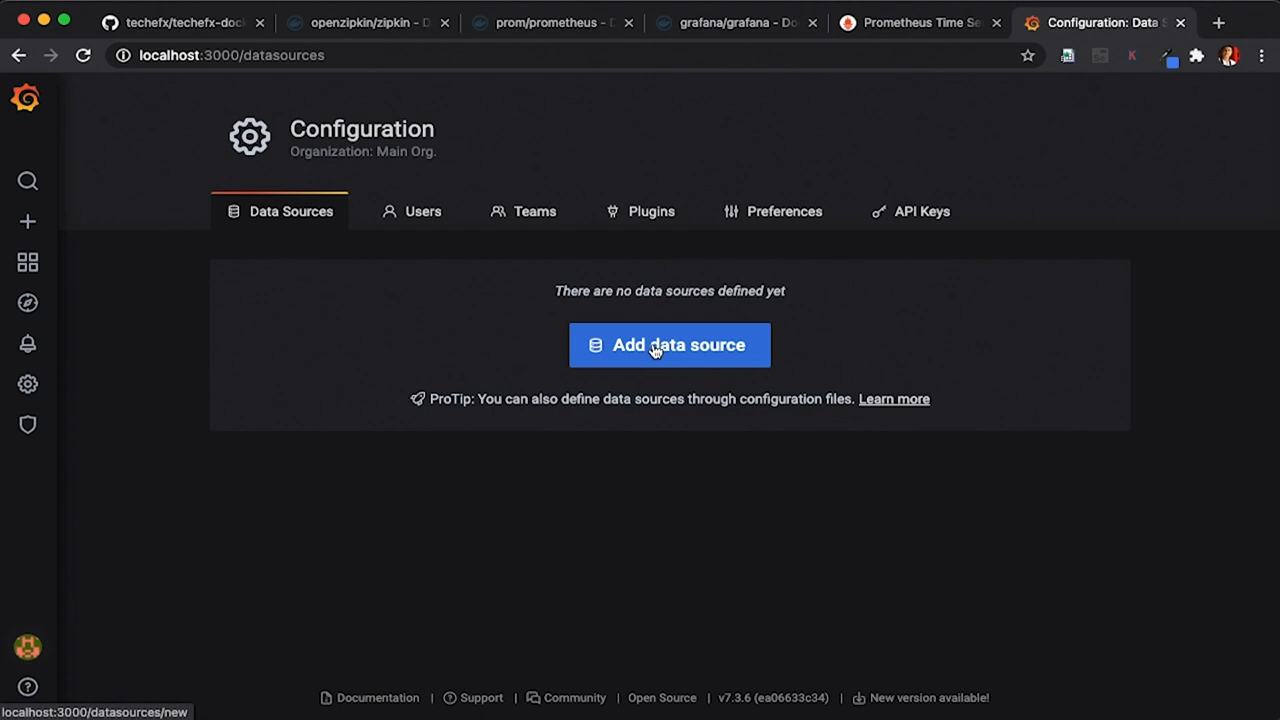 techefx/techefx-doc
openzipkin/zipkin - D
prom/prometheus - D
grafana/grafana - Do
Prometheus Time Se
Configuration: Data S
localhost:3000/datasources
Configuration
Organization: Main Org.
Data Sources
Users
Teams
Plugins
Preferences
API Keys
There are no data sources defined yet
Add data source
ProTip: You can also define data sources through configuration files. Learn more
Documentation | Support | Community | Open Source | v7.3.6 (ea06633c34) | New version available!
localhost:3000/datasources/new